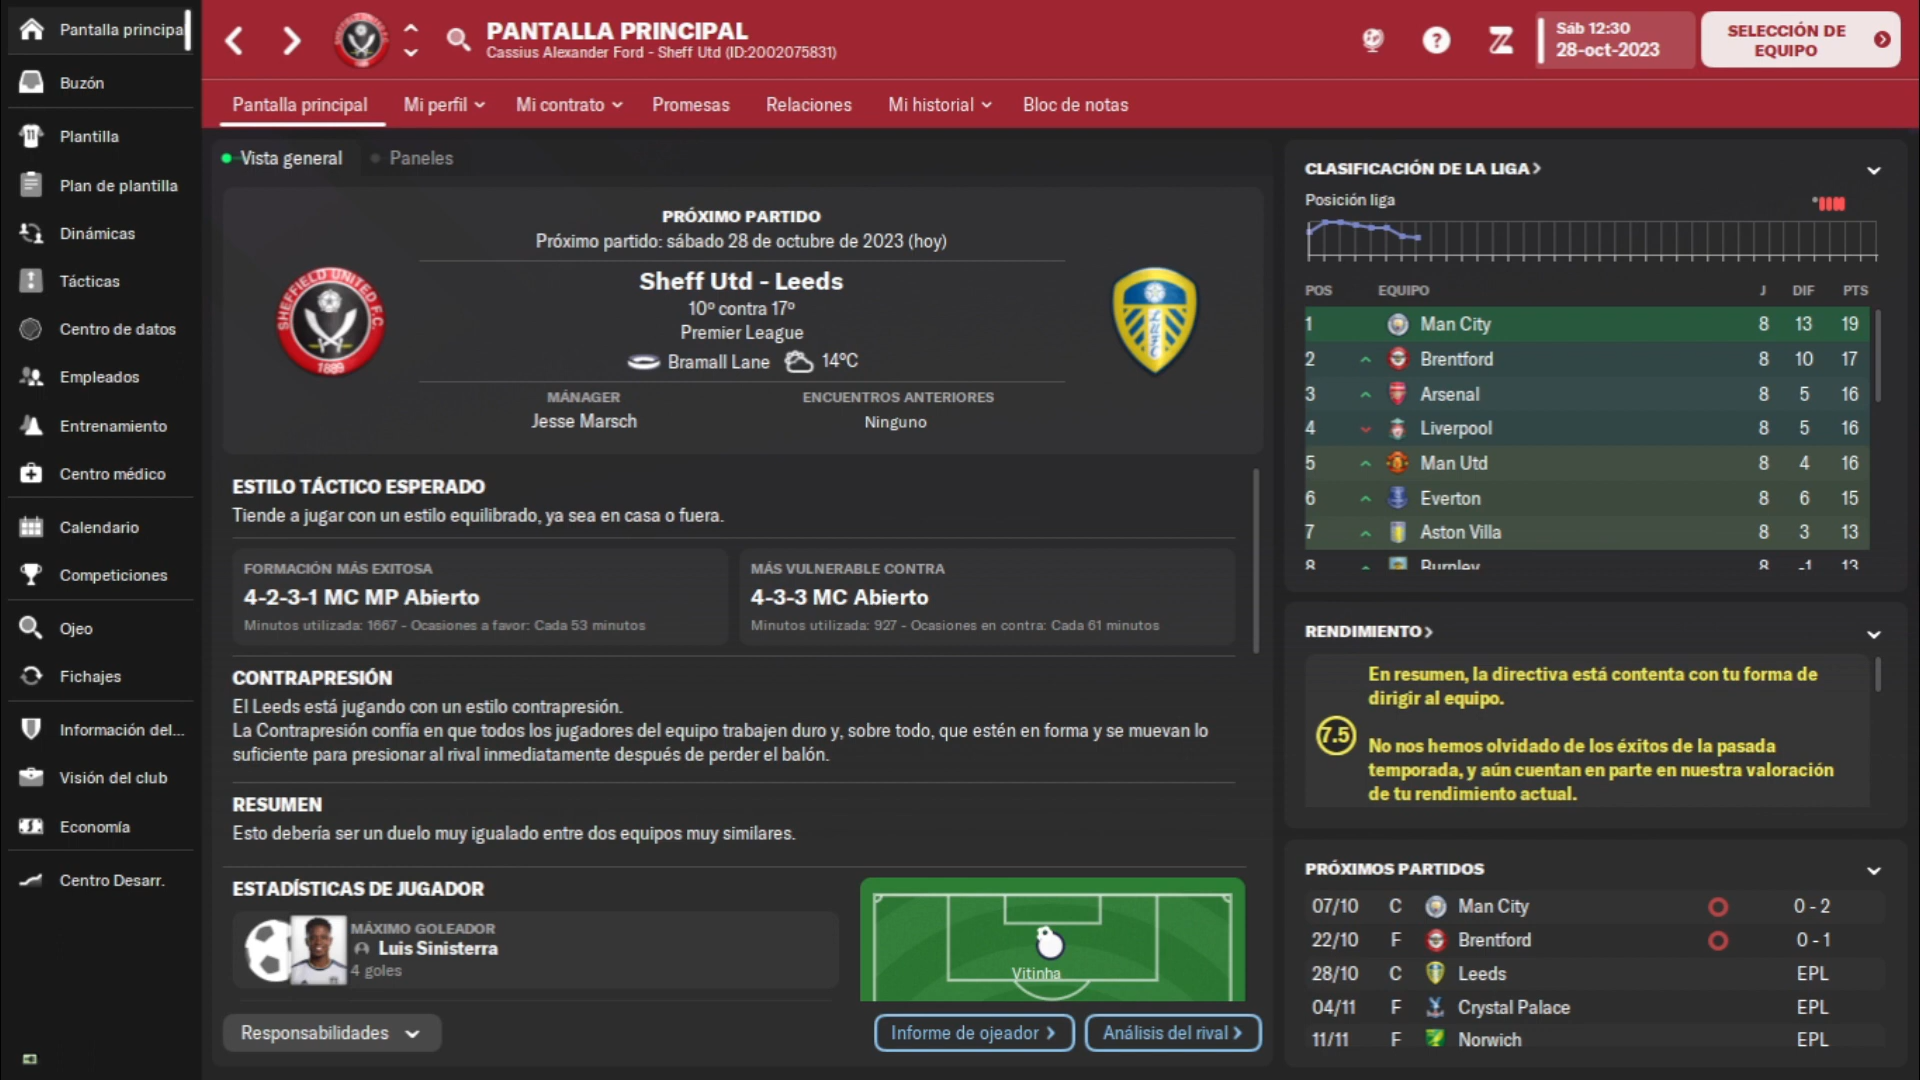 Pantalla principa
Buzón
Plantilla
Plan de plantilla
Dinámicas
Tácticas
Centro de datos
Empleados
Entrenamiento
Centro médico
Calendario
Competiciones
Ojeo
Fichajes
Información del...
Visión del club
Economía
Centro Desarr.
PANTALLA PRINCIPAL
Cassius Alexander Ford - Sheff Utd (ID:2002075831)
Sáb 12:30
28-oct-2023
SELECCIÓN DE
EQUIPO
Pantalla principal Mi perfil Mi contrato Promesas Relaciones Mi historial Bloc de notas
Vista general Paneles
PRÓXIMO PARTIDO
Próximo partido: sábado 28 de octubre de 2023 (hoy)
SHEFFIELD UNITED F.C.
1889
LUFC
Sheff Utd - Leeds
10º contra 17º
Premier League
Bramall Lane 14ºC
MÁNAGER
Jesse Marsch
ENCUENTROS ANTERIORES
Ninguno
ESTILO TÁCTICO ESPERADO
Tiende a jugar con un estilo equilibrado, ya sea en casa o fuera.
FORMACIÓN MÁS EXITOSA
4-2-3-1 MC MP Abierto
Minutos utilizada: 1667 - Ocasiones a favor: Cada 53 minutos
MÁS VULNERABLE CONTRA
4-3-3 MC Abierto
Minutos utilizada: 927 - Ocasiones en contra: Cada 61 minutos
CONTRAPRESIÓN
El Leeds está jugando con un estilo contrapresión.
La Contrapresión confía en que todos los jugadores del equipo trabajen duro y, sobre todo, que estén en forma y se muevan lo
suficiente para presionar al rival inmediatamente después de perder el balón.
RESUMEN
Esto debería ser un duelo muy igualado entre dos equipos muy similares.
ESTADÍSTICAS DE JUGADOR
MÁXIMO GOLEADOR
Luis Sinisterra
4 goles
Vitinha
Responsabilidades
Informe de ojeador
Análisis del rival
CLASIFICACIÓN DE LA LIGA
Posición liga
POS EQUIPO J DIF PTS
1 Man City 8 13 19
2 Brentford 8 10 17
3 Arsenal 8 5 16
4 Liverpool 8 5 16
5 Man Utd 8 4 16
6 Everton 8 6 15
7 Aston Villa 8 3 13
8 Burnley 8 -1 13
RENDIMIENTO
7.5
En resumen, la directiva está contenta con tu forma de
dirigir al equipo.
No nos hemos olvidado de los éxitos de la pasada
temporada, y aún cuentan en parte en nuestra valoración
de tu rendimiento actual.
PRÓXIMOS PARTIDOS
07/10 C Man City 0 - 2
22/10 F Brentford 0 - 1
28/10 C Leeds EPL
04/11 F Crystal Palace EPL
11/11 F Norwich EPL